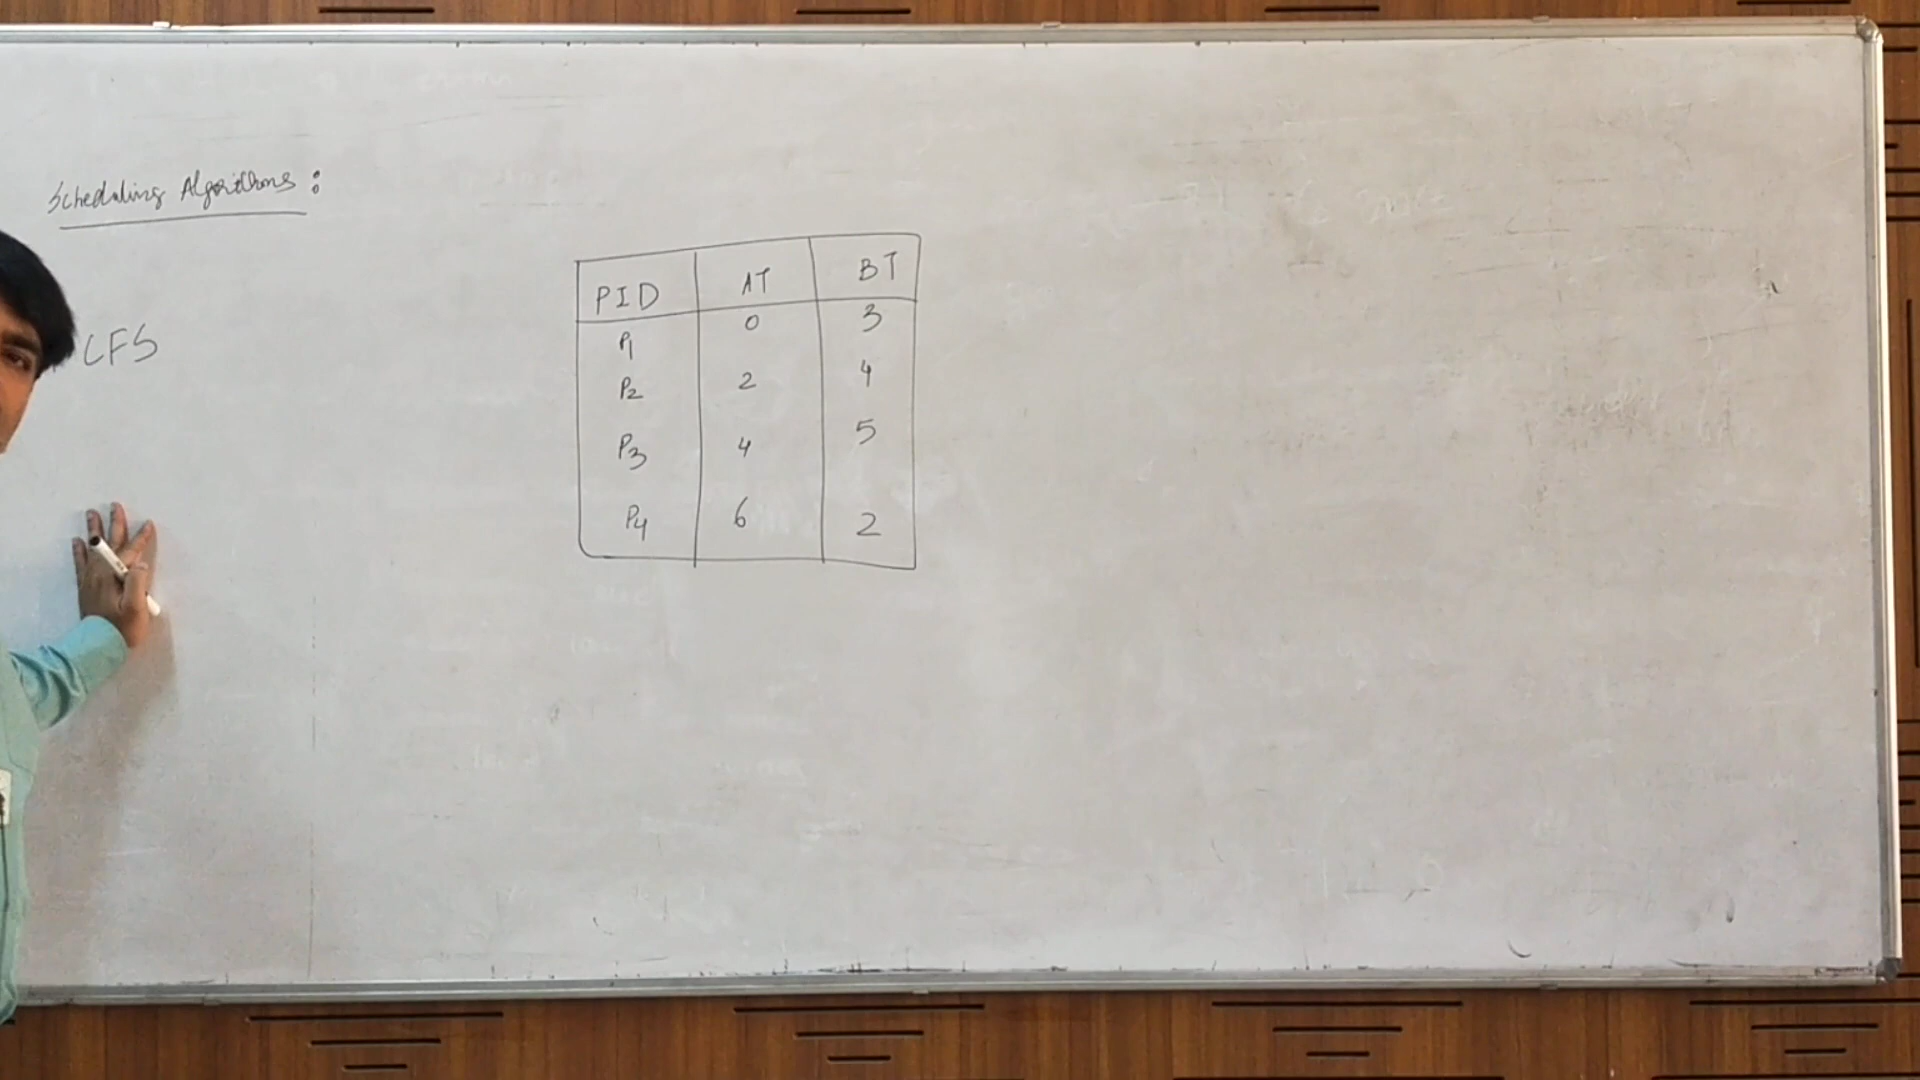 Scheduling Algorithms :
CFS
PID AT BT
P1 0 3
P2 2 4
P3 4 5
P4 6 2